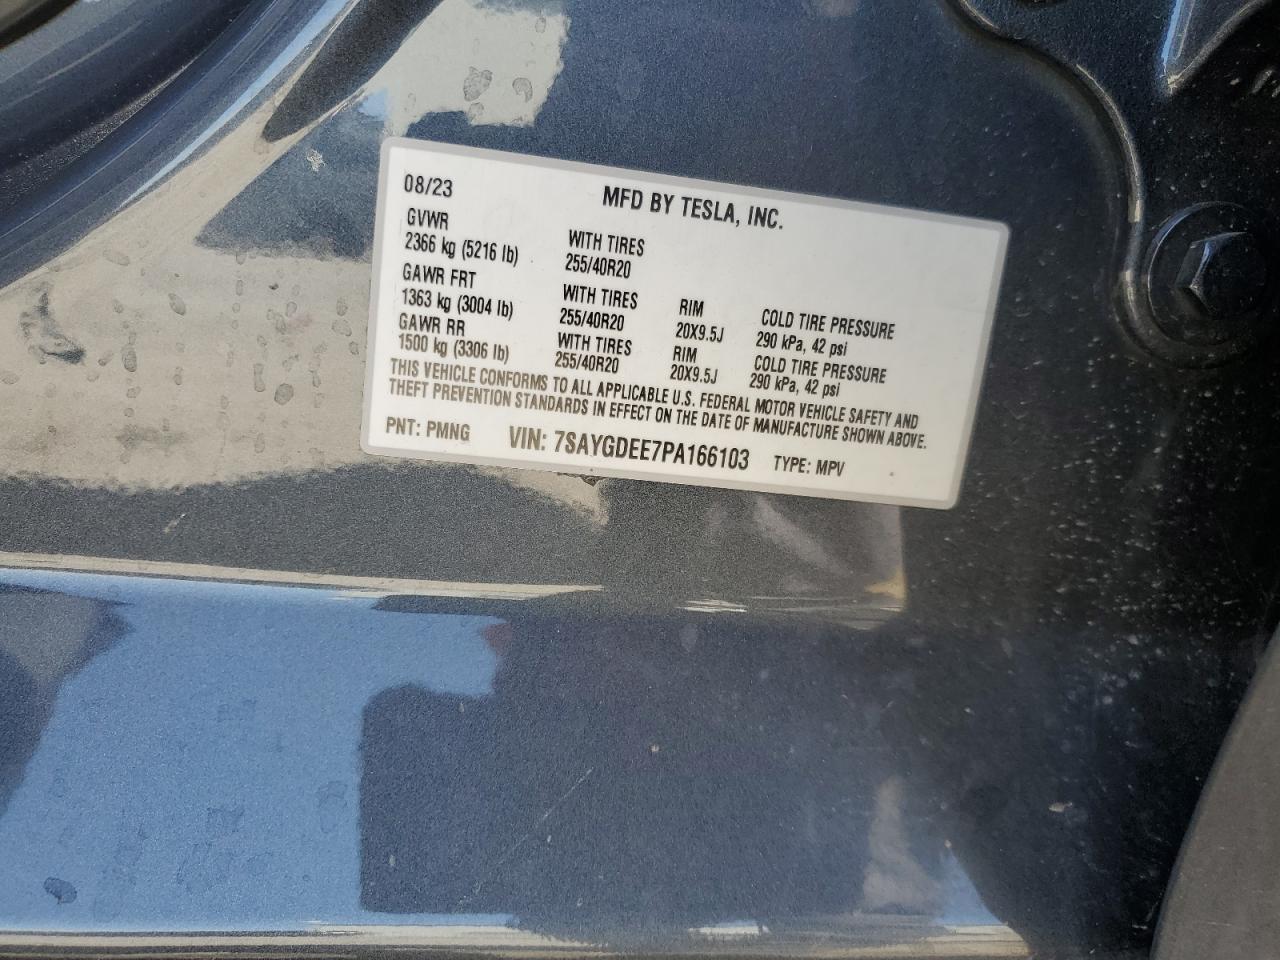 08/23 MFD BY TESLA, INC.
GVWR
2366 kg (5216 lb) WITH TIRES
255/40R20
GAWR FRT
1363 kg (3004 lb) WITH TIRES
255/40R20 RIM
20X9.5J COLD TIRE PRESSURE
290 kPa, 42 psi
GAWR RR
1500 kg (3306 lb) WITH TIRES
255/40R20 RIM
20X9.5J COLD TIRE PRESSURE
290 kPa, 42 psi
THIS VEHICLE CONFORMS TO ALL APPLICABLE U.S. FEDERAL MOTOR VEHICLE SAFETY AND
THEFT PREVENTION STANDARDS IN EFFECT ON THE DATE OF MANUFACTURE SHOWN ABOVE.
PNT: PMNG VIN: 7SAYGDEE7PA166103 TYPE: MPV